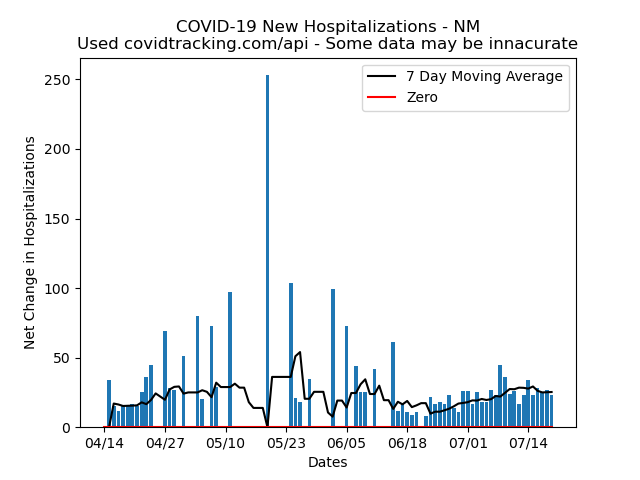 COVID-19 New Hospitalizations - NM
Used covidtracking.com/api - Some data may be innacurate
7 Day Moving Average
Zero
Net Change in Hospitalizations
250
200
150
100
50
0
04/14 04/27 05/10 05/23 06/05 06/18 07/01 07/14
Dates